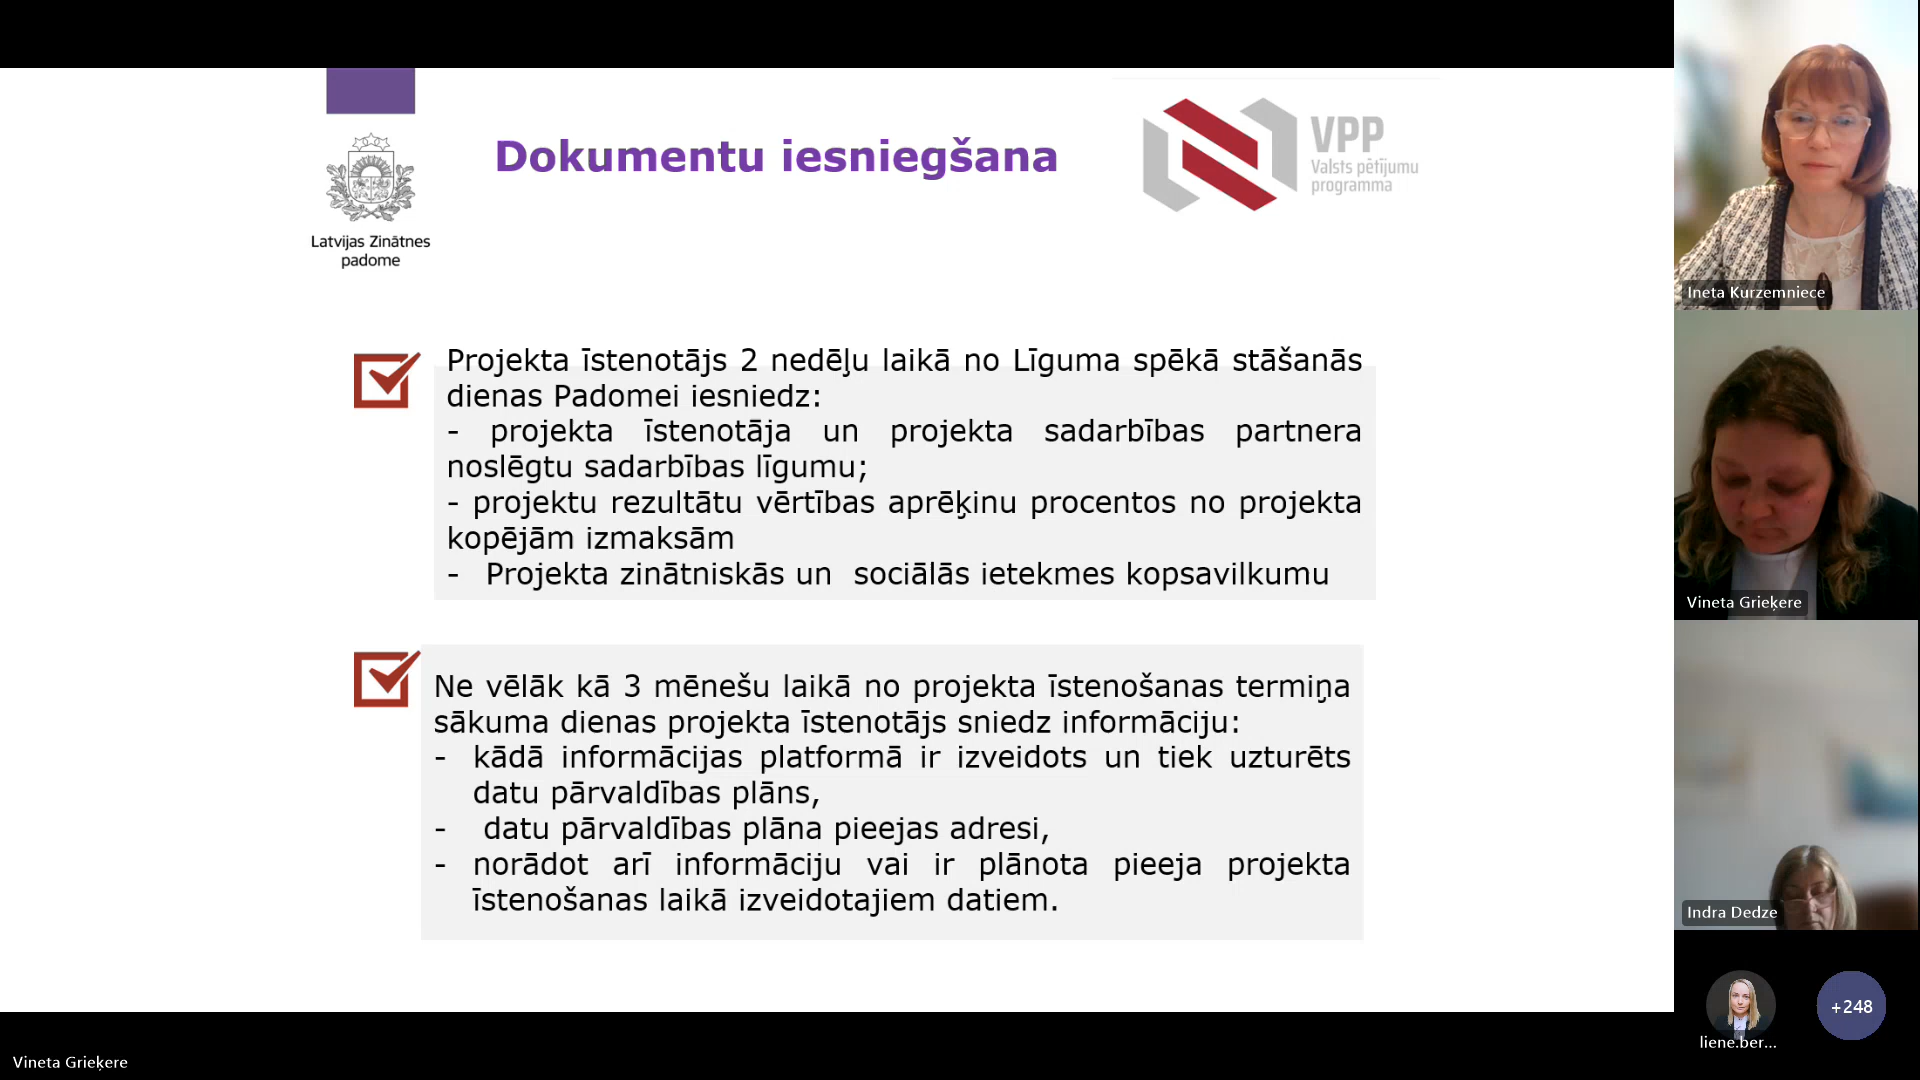 Dokumentu iesniegšana
VPP
Valsts pētījumu
programma
Latvijas Zinātnes
padome
Projekta īstenotājs 2 nedēļu laikā no Līguma spēkā stāšanās
dienas Padomei iesniedz:
- projekta īstenotāja un projekta sadarbības partnera
noslēgtu sadarbības līgumu;
- projektu rezultātu vērtības aprēķinu procentos no projekta
kopējām izmaksām
- Projekta zinātniskās un sociālās ietekmes kopsavilkumu
Ne vēlāk kā 3 mēnešu laikā no projekta īstenošanas termiņa
sākuma dienas projekta īstenotājs sniedz informāciju:
- kādā informācijas platformā ir izveidots un tiek uzturēts
datu pārvaldības plāns,
- datu pārvaldības plāna pieejas adresi,
- norādot arī informāciju vai ir plānota pieeja projekta
īstenošanas laikā izveidotajiem datiem.
Ineta Kurzemniece
Vineta Grieķere
Indra Dedze
liene.ber...
+248
Vineta Grieķere